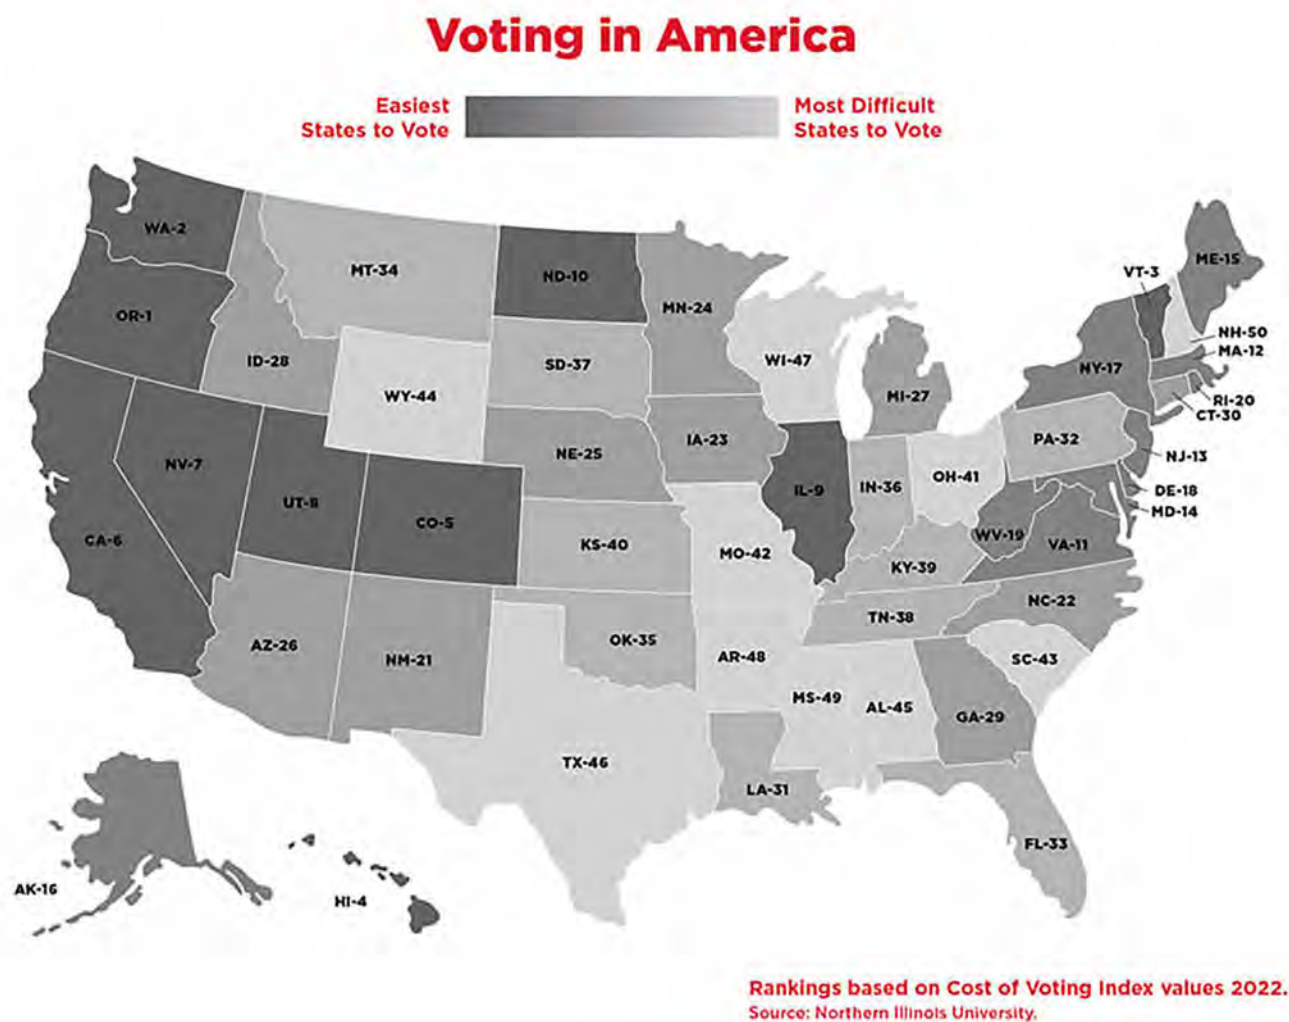 Voting in America
Easiest
States to Vote
Most Difficult
States to Vote
WA-2
MT-34
ND-10
MN-24
VT-3
ME-15
OR-1
ID-28
SD-37
WI-47
NH-50
MA-12
WY-44
MI-27
NY-17
RI-20
CT-30
NV-7
NE-25
IA-23
PA-32
NJ-13
UT-8
CO-5
IL-9
IN-36
OH-41
DE-18
MD-14
CA-6
KS-40
MO-42
KY-39
WV-19
VA-11
AZ-26
NM-21
OK-35
AR-48
TN-38
NC-22
SC-43
MS-49
AL-45
GA-29
TX-46
LA-31
FL-33
AK-16
HI-4
Rankings based on Cost of Voting Index values 2022.
Source: Northern Illinois University.